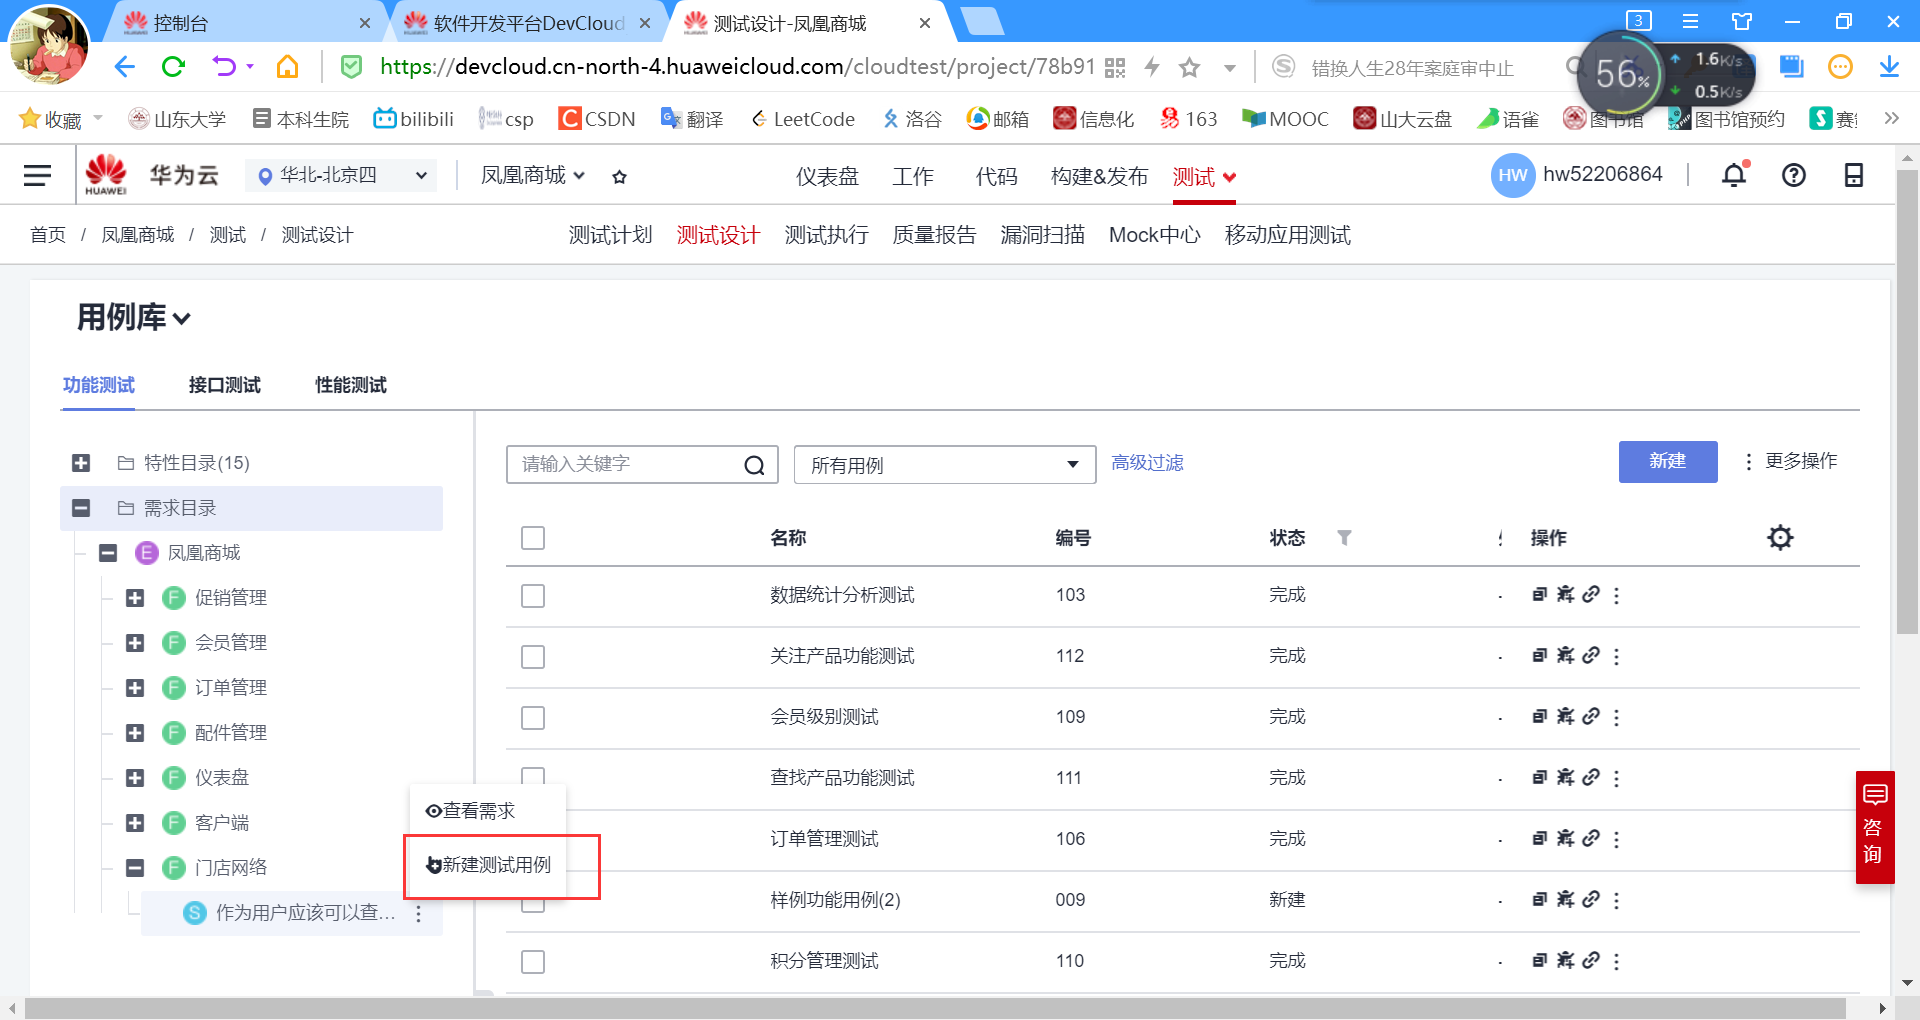 控制台
软件开发平台DevCloud
测试设计-凤凰商城
3
https://devcloud.cn-north-4.huaweicloud.com/cloudtest/project/78b91
错换人生28年案庭审中止
56%
1.6K/s
0.5K/s
收藏
山东大学
本科生院
bilibili
csp
CSDN
翻译
LeetCode
洛谷
邮箱
信息化
163
MOOC
山大云盘
语雀
图书馆
图书馆预约
HUAWEI
华为云
华北-北京四
凤凰商城
仪表盘
工作
代码
构建&发布
测试
HW
hw52206864
首页 / 凤凰商城 / 测试 / 测试设计
测试计划
测试设计
测试执行
质量报告
漏洞扫描
Mock中心
移动应用测试
用例库
功能测试
接口测试
性能测试
特性目录(15)
需求目录
E 凤凰商城
F 促销管理
F 会员管理
F 订单管理
F 配件管理
F 仪表盘
F 客户端
F 门店网络
S 作为用户应该可以查...
查看需求
新建测试用例
请输入关键字
所有用例
高级过滤
新建
更多操作
名称 编号 状态 操作
数据统计分析测试 103 完成
关注产品功能测试 112 完成
会员级别测试 109 完成
查找产品功能测试 111 完成
订单管理测试 106 完成
样例功能用例(2) 009 新建
积分管理测试 110 完成
咨
询